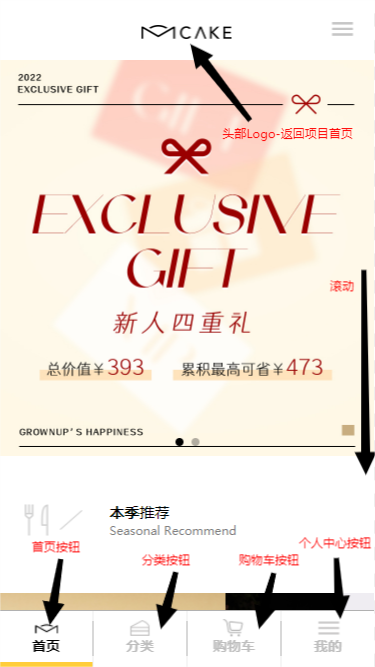 MCAKE
2022
EXCLUSIVE GIFT
头部Logo-返回项目首页
EXCLUSIVE
GIFT
滚动
新人四重礼
总价值¥393 累积最高可省¥473
GROWNUP'S HAPPINESS
本季推荐
Seasonal Recommend
首页按钮
分类按钮
购物车按钮
个人中心按钮
首页
分类
购物车
我的